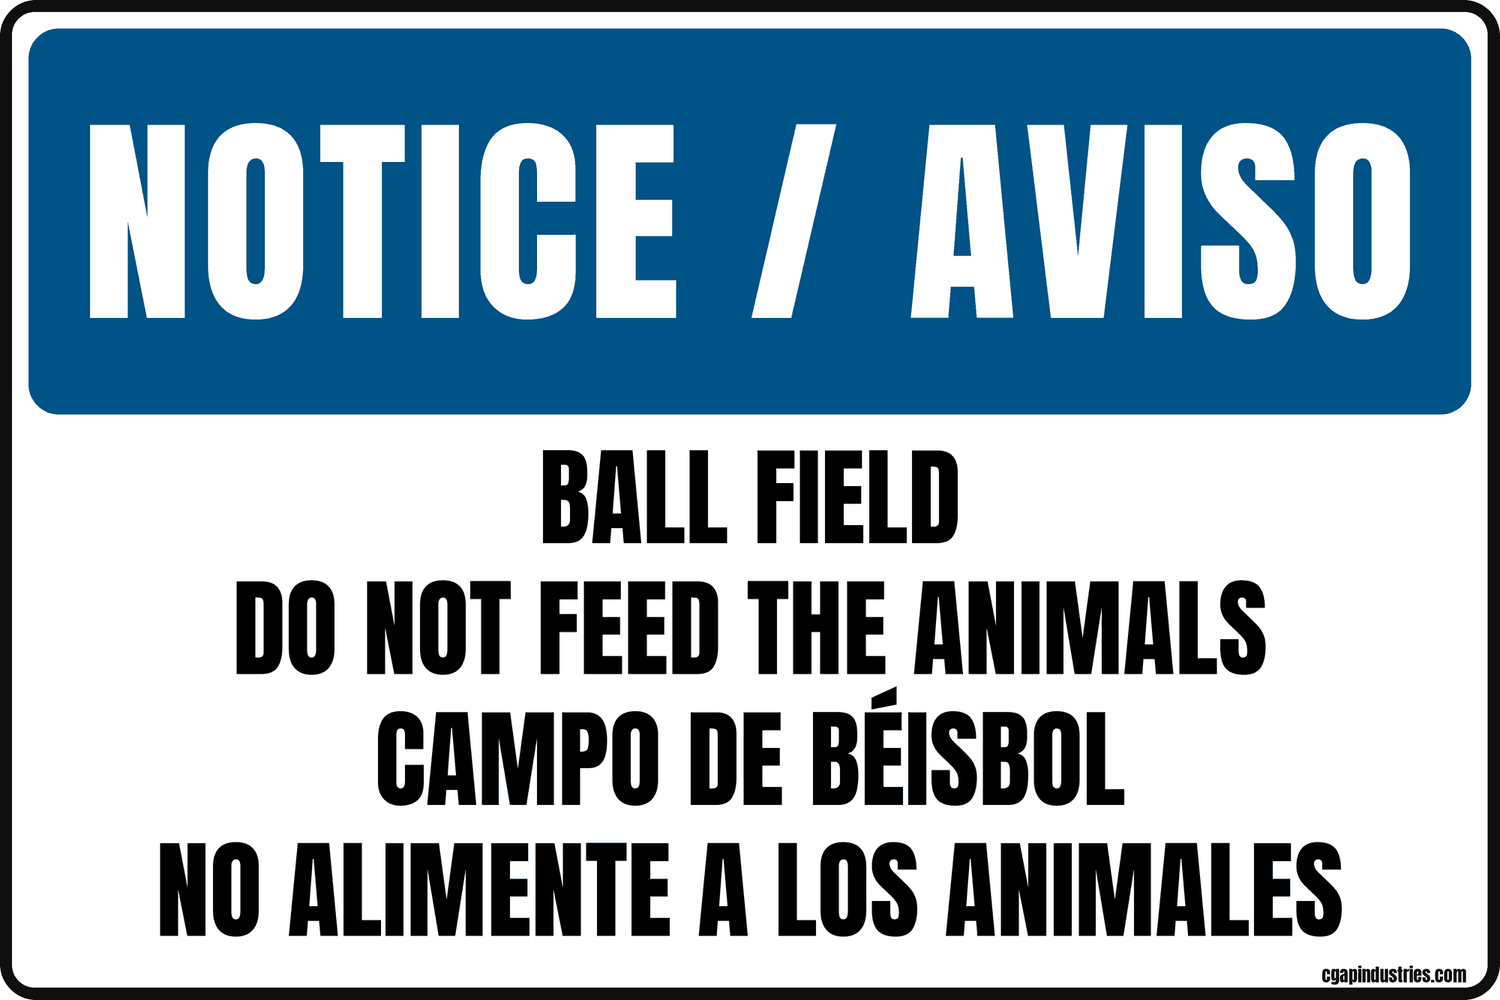 NOTICE / AVISO
BALL FIELD
DO NOT FEED THE ANIMALS
CAMPO DE BÉISBOL
NO ALIMENTE A LOS ANIMALES
cgapindustries.com